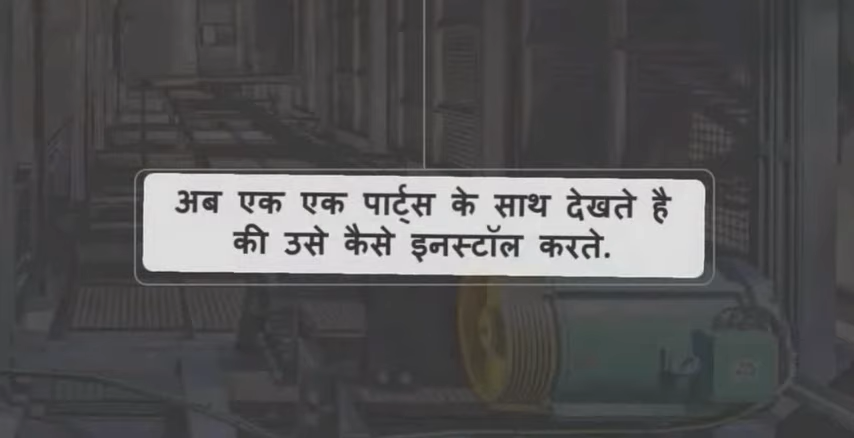 अब एक एक पार्ट्स के साथ देखते है
की उसे कैसे इनस्टॉल करते.